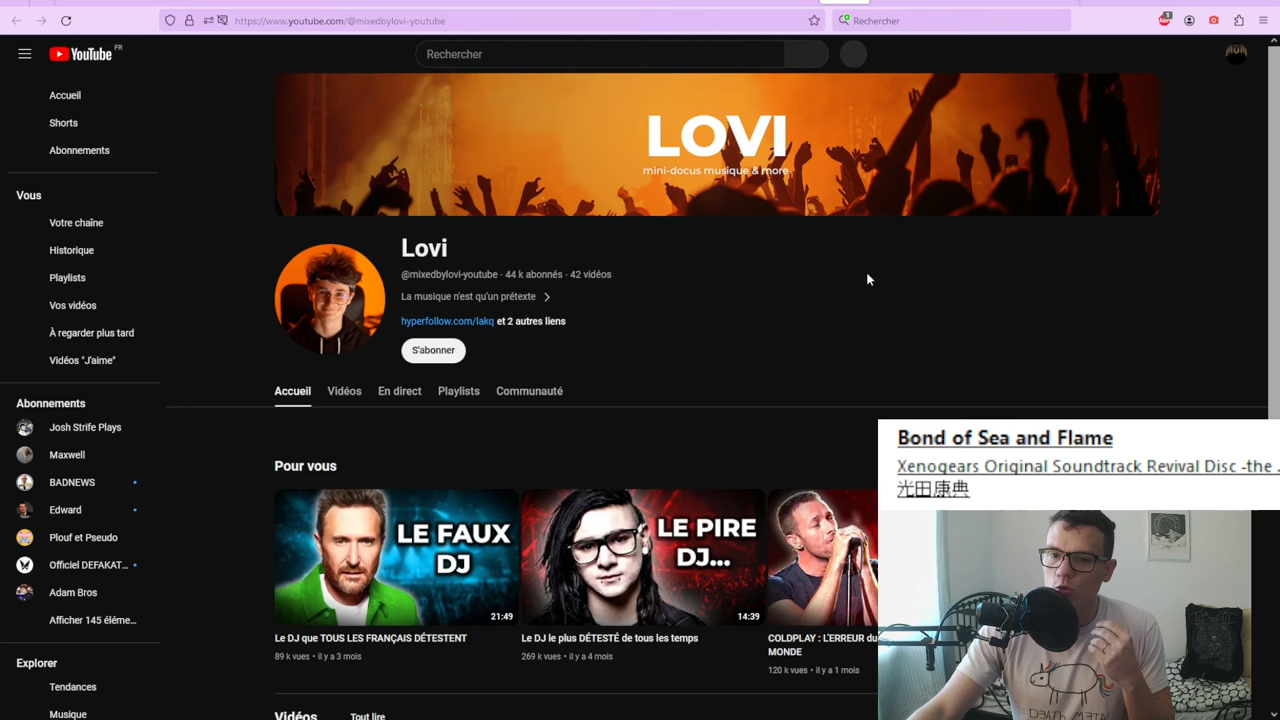 https://www.youtube.com/@mixedbylovi-youtube
Rechercher
YouTube FR
Rechercher
Accueil
Shorts
Abonnements
Vous
Votre chaîne
Historique
Playlists
Vos vidéos
À regarder plus tard
Vidéos "J'aime"
Abonnements
Josh Strife Plays
Maxwell
BADNEWS
Edward
Plouf et Pseudo
Officiel DEFAKAT...
Adam Bros
Afficher 145 éléme...
Explorer
Tendances
Musique
LOVI
mini-docus musique & more
Lovi
@mixedbylovi-youtube · 44 k abonnés · 42 vidéos
La musique n'est qu'un prétexte
hyperfollow.com/lakq et 2 autres liens
S'abonner
Accueil Vidéos En direct Playlists Communauté
Pour vous
LE FAUX
DJ
21:49
Le DJ que TOUS LES FRANÇAIS DÉTESTENT
89 k vues · il y a 3 mois
LE PIRE
DJ...
14:39
Le DJ le plus DÉTESTÉ de tous les temps
269 k vues · il y a 4 mois
COLDPLAY : L'ERREUR du
MONDE
120 k vues · il y a 1 mois
Vidéos Tout lire
Bond of Sea and Flame
Xenogears Original Soundtrack Revival Disc -the
光田康典